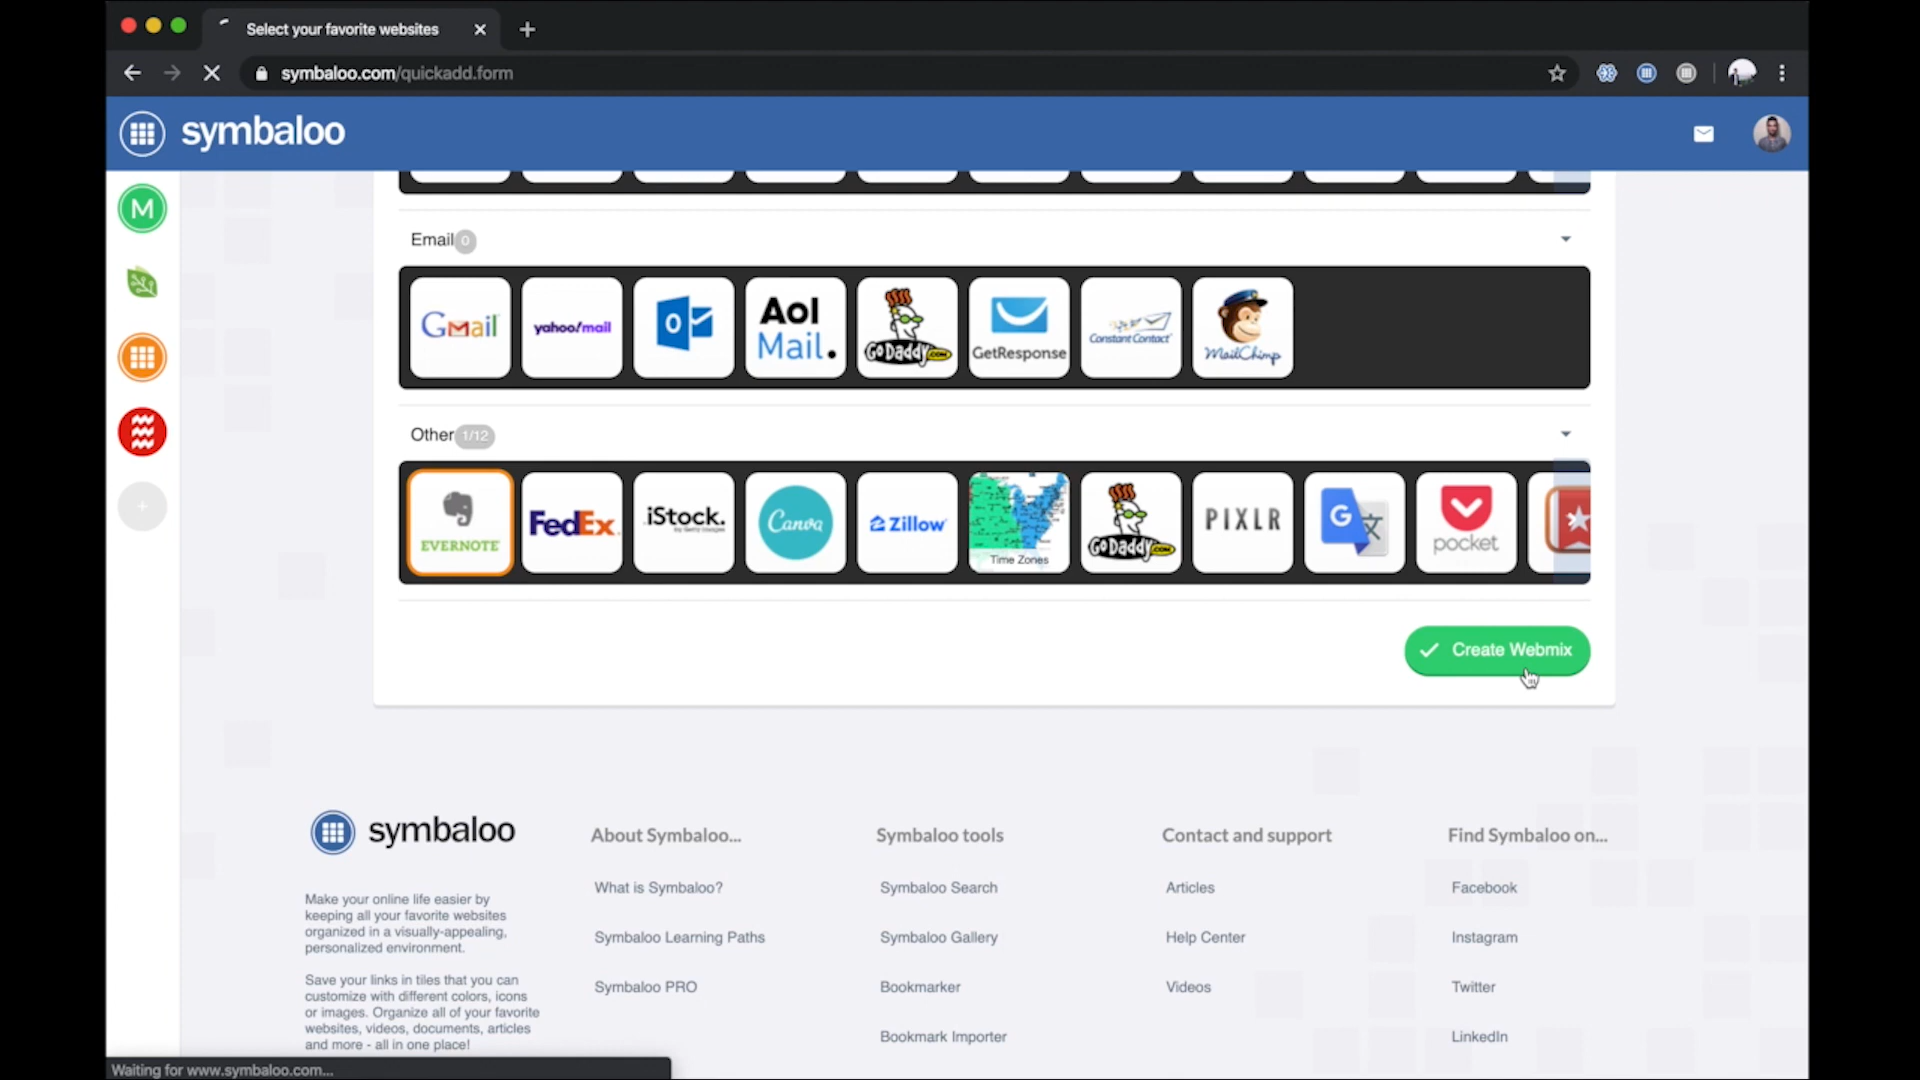 Select your favorite websites
symbaloo.com/quickadd.form
symbaloo
M
Email 0
Gmail
yahoo!mail
Aol Mail.
GoDaddy.com
GetResponse
Constant Contact
MailChimp
Other 1/12
EVERNOTE
FedEx
iStock.
by Getty Images
Canva
Zillow
Time Zones
GoDaddy.com
PIXLR
G
pocket
Create Webmix
symbaloo
Make your online life easier by
keeping all your favorite websites
organized in a visually-appealing,
personalized environment.
Save your links in tiles that you can
customize with different colors, icons
or images. Organize all of your favorite
websites, videos, documents, articles
and more - all in one place!
About Symbaloo...
What is Symbaloo?
Symbaloo Learning Paths
Symbaloo PRO
Symbaloo tools
Symbaloo Search
Symbaloo Gallery
Bookmarker
Bookmark Importer
Contact and support
Articles
Help Center
Videos
Find Symbaloo on...
Facebook
Instagram
Twitter
LinkedIn
Waiting for www.symbaloo.com...